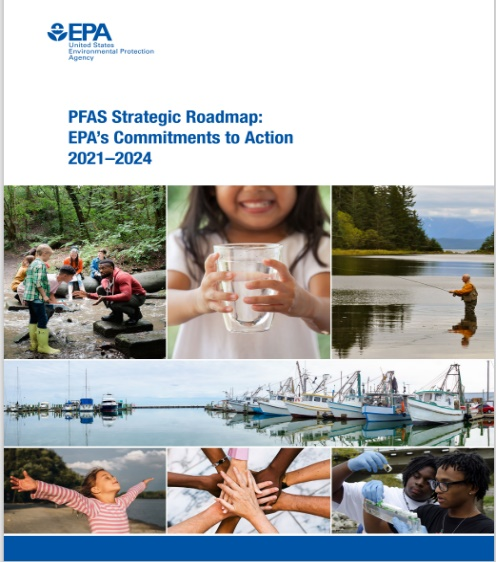 EPA
United States
Environmental Protection
Agency
PFAS Strategic Roadmap:
EPA's Commitments to Action
2021–2024